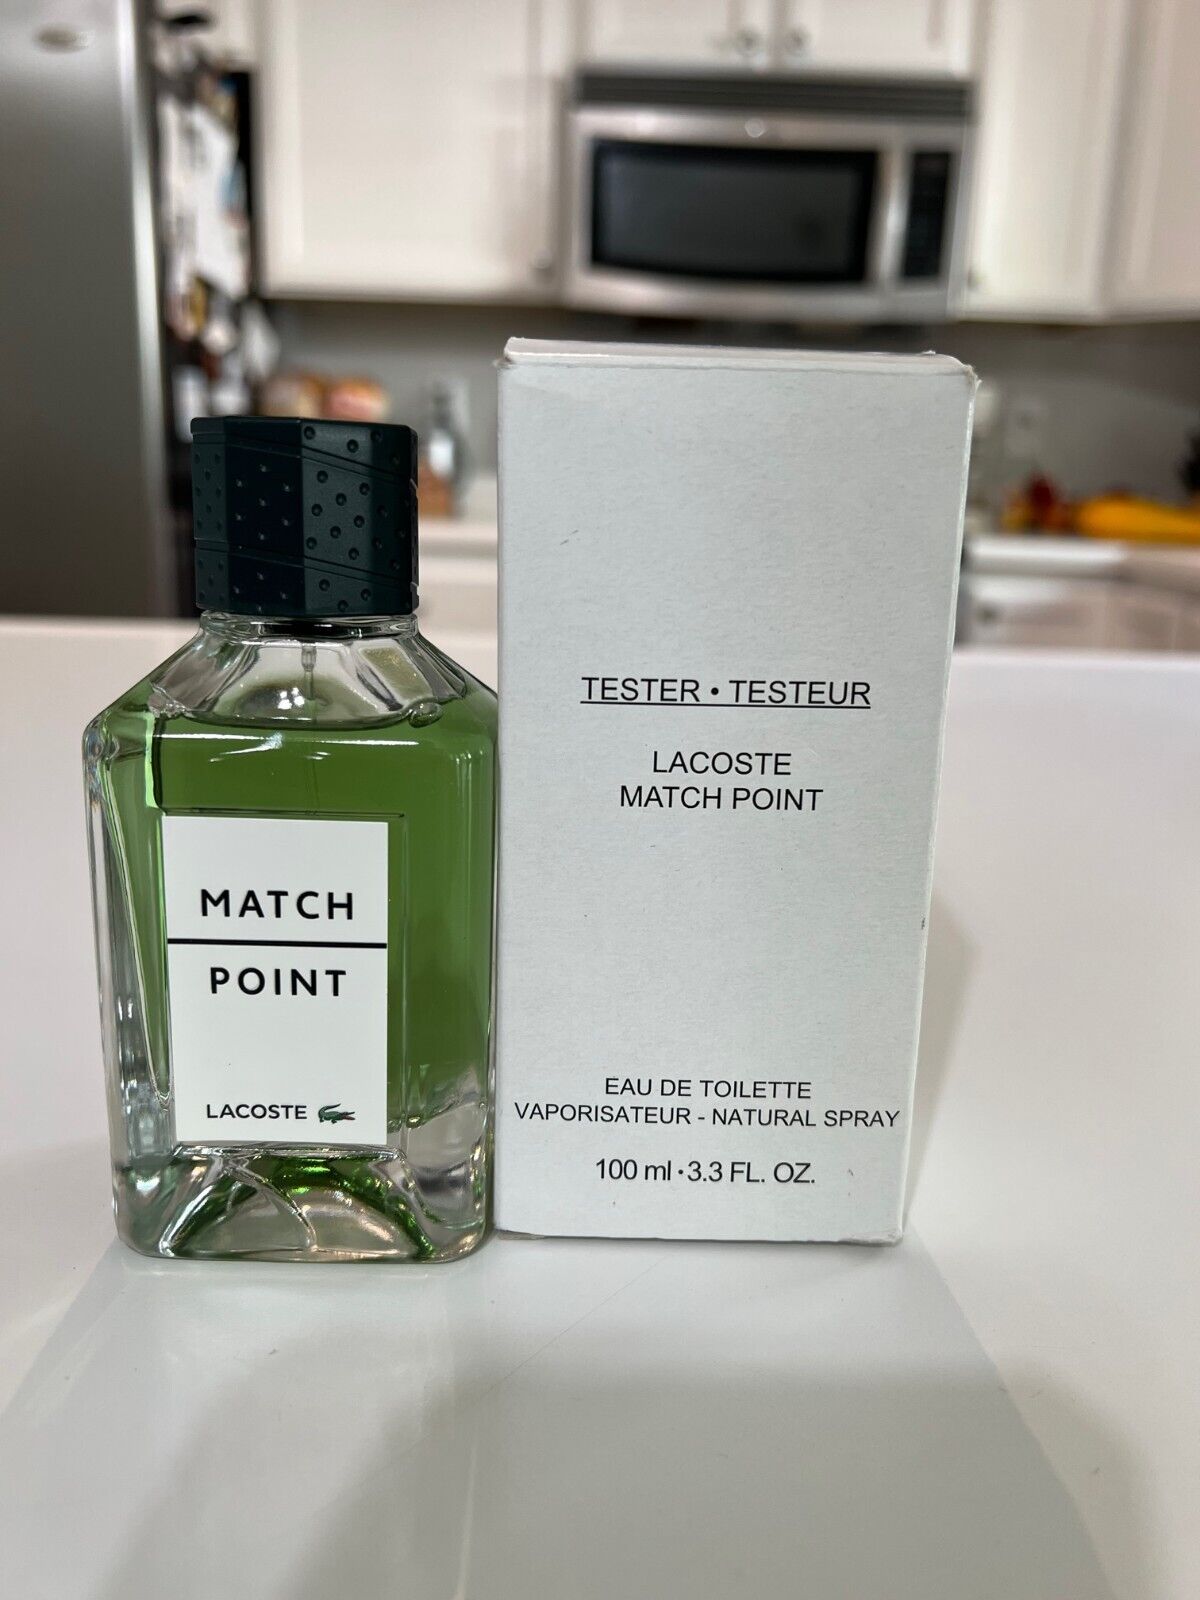 MATCH
POINT
LACOSTE
TESTER • TESTEUR
LACOSTE
MATCH POINT
EAU DE TOILETTE
VAPORISATEUR - NATURAL SPRAY
100 ml • 3.3 FL. OZ.